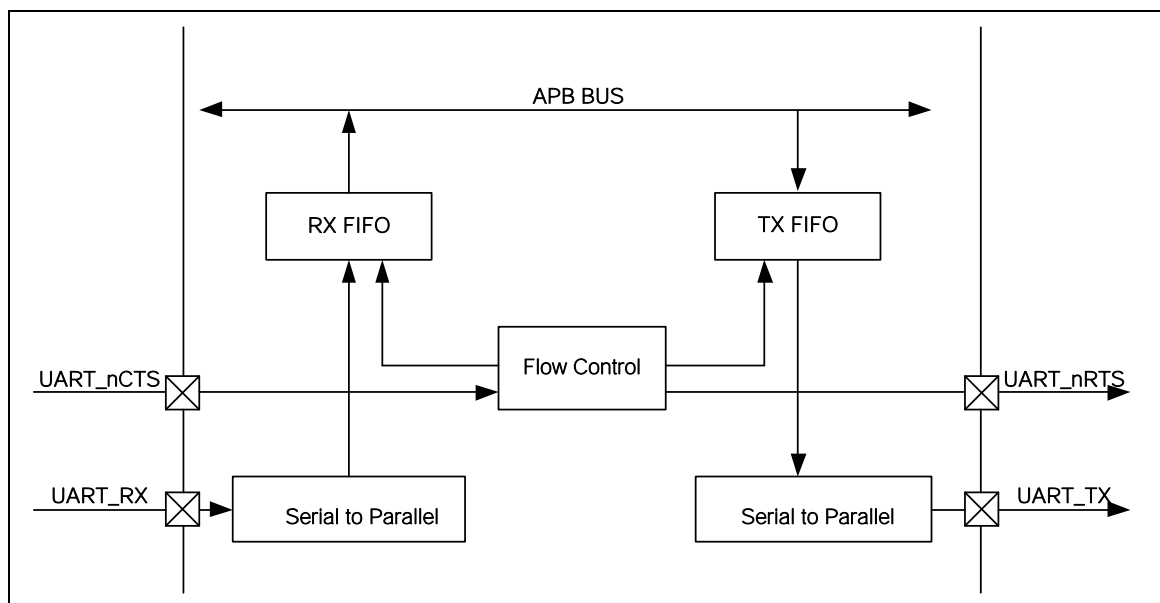 APB BUS
RX FIFO
TX FIFO
Flow Control
UART_nCTS
UART_nRTS
UART_RX
Serial to Parallel
Serial to Parallel
UART_TX